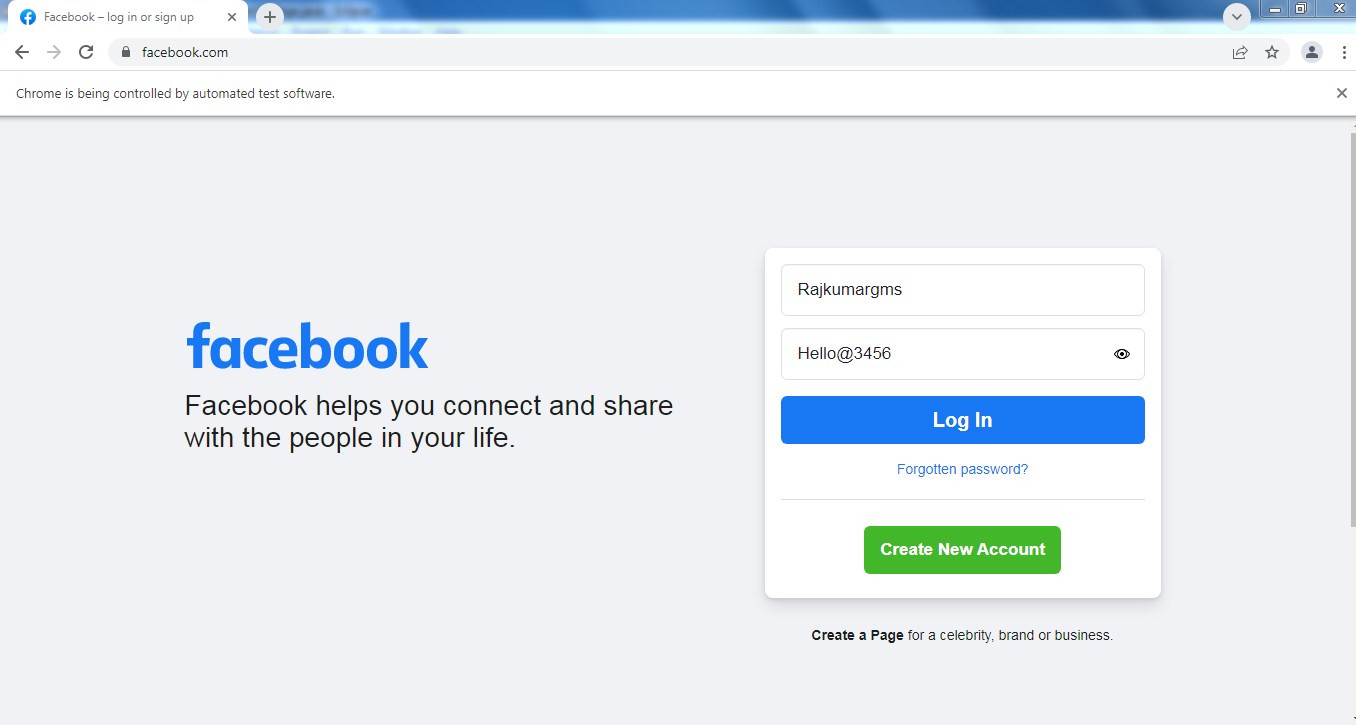 Facebook – log in or sign up
facebook.com
Chrome is being controlled by automated test software.
facebook
Facebook helps you connect and share
with the people in your life.
Rajkumargms
Hello@3456
Log In
Forgotten password?
Create New Account
Create a Page for a celebrity, brand or business.